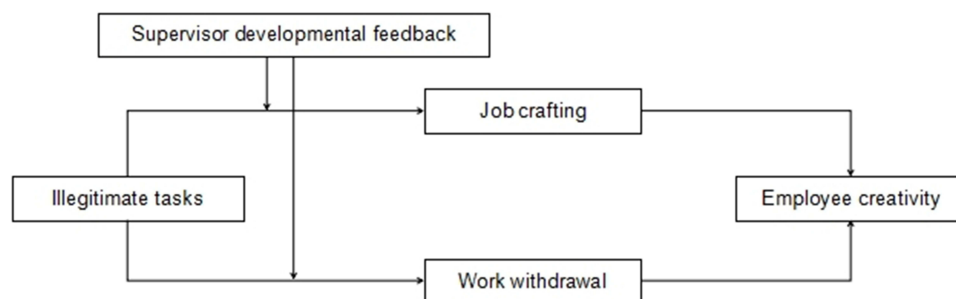 Supervisor developmental feedback
Job crafting
Illegitimate tasks
Employee creativity
Work withdrawal